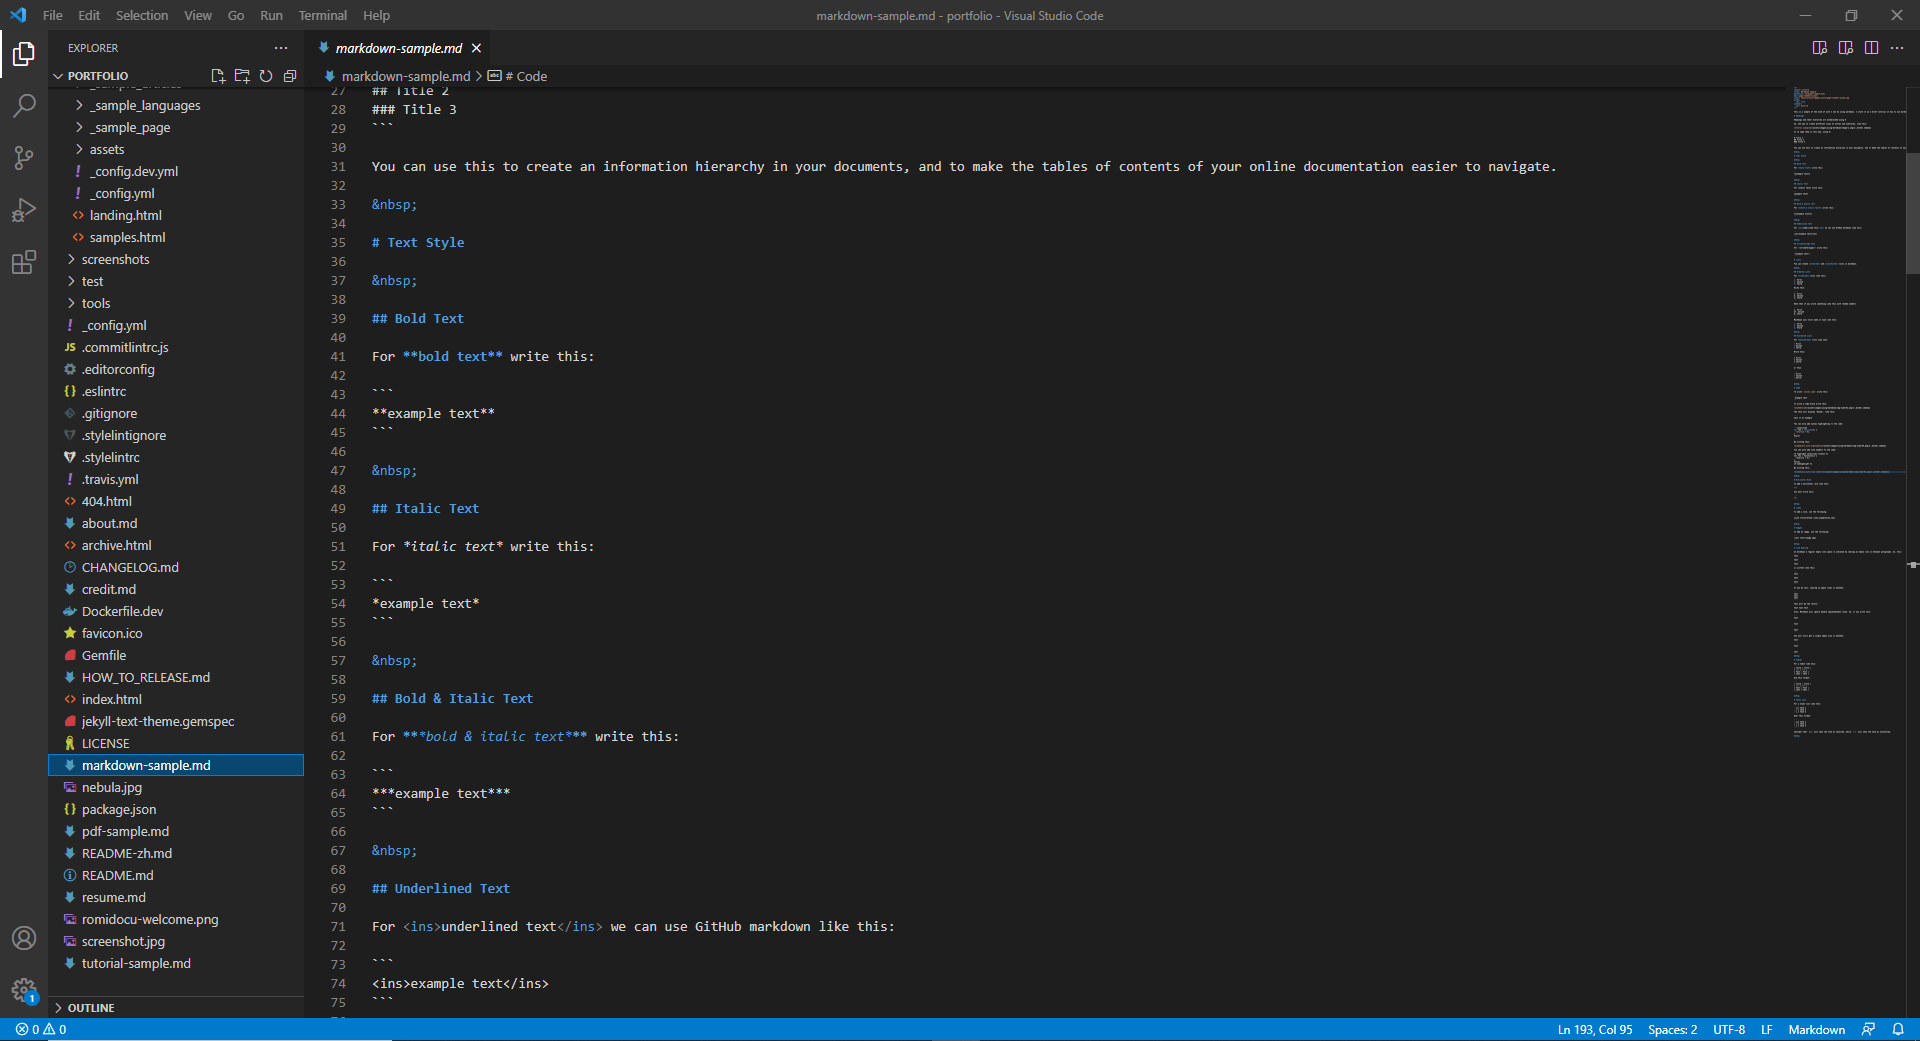 File Edit Selection View Go Run Terminal Help
markdown-sample.md - portfolio - Visual Studio Code
EXPLORER
PORTFOLIO
_sample_languages
_sample_page
assets
_config.dev.yml
_config.yml
landing.html
samples.html
screenshots
test
tools
_config.yml
.commitlintrc.js
.editorconfig
.eslintrc
.gitignore
.stylelintignore
.stylelintrc
.travis.yml
404.html
about.md
archive.html
CHANGELOG.md
credit.md
Dockerfile.dev
favicon.ico
Gemfile
HOW_TO_RELEASE.md
index.html
jekyll-text-theme.gemspec
LICENSE
markdown-sample.md
nebula.jpg
package.json
pdf-sample.md
README-zh.md
README.md
resume.md
romidocu-welcome.png
screenshot.jpg
tutorial-sample.md
OUTLINE
markdown-sample.md
markdown-sample.md > # Code
27 ## Title 2
28 ### Title 3
29 ```
30
31 You can use this to create an information hierarchy in your documents, and to make the tables of contents of your online documentation easier to navigate.
32
33 &nbsp;
34
35 # Text Style
36
37 &nbsp;
38
39 ## Bold Text
40
41 For **bold text** write this:
42
43 ```
44 **example text**
45 ```
46
47 &nbsp;
48
49 ## Italic Text
50
51 For *italic text* write this:
52
53 ```
54 *example text*
55 ```
56
57 &nbsp;
58
59 ## Bold & Italic Text
60
61 For ***bold & italic text*** write this:
62
63 ```
64 ***example text***
65 ```
66
67 &nbsp;
68
69 ## Underlined Text
70
71 For <ins>underlined text</ins> we can use GitHub markdown like this:
72
73 ```
74 <ins>example text</ins>
75 ```
1
0 0
Ln 193, Col 95 Spaces: 2 UTF-8 LF Markdown